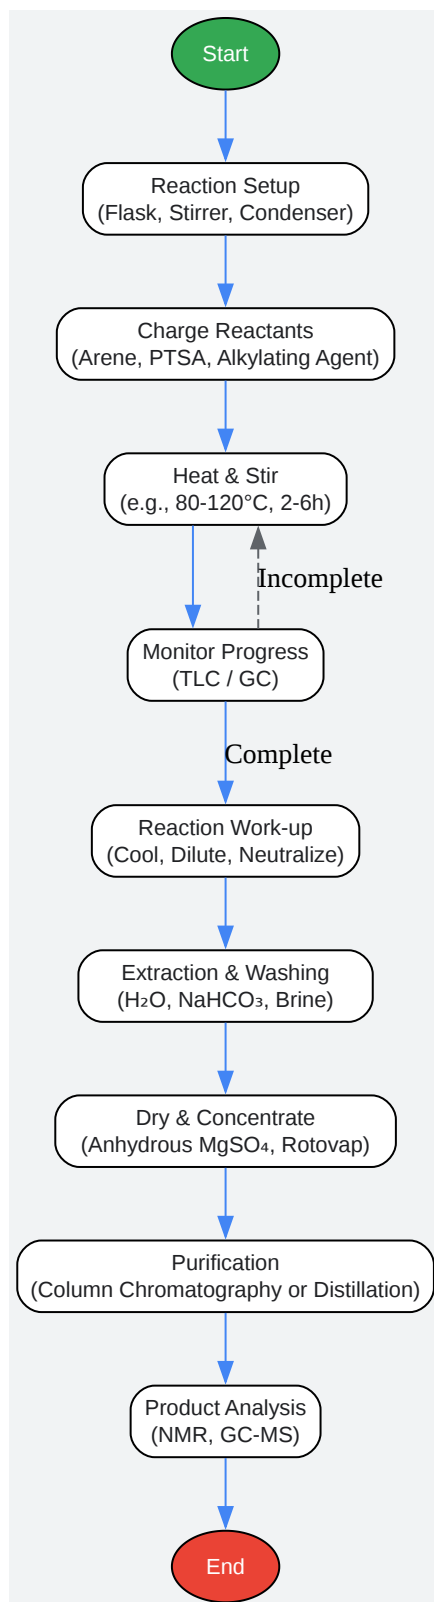 Start
Reaction Setup
(Flask, Stirrer, Condenser)
Charge Reactants
(Arene, PTSA, Alkylating Agent)
Heat & Stir
(e.g., 80-120°C, 2-6h)
Incomplete
Monitor Progress
(TLC / GC)
Complete
Reaction Work-up
(Cool, Dilute, Neutralize)
Extraction & Washing
(H₂O, NaHCO₃, Brine)
Dry & Concentrate
(Anhydrous MgSO₄, Rotovap)
Purification
(Column Chromatography or Distillation)
Product Analysis
(NMR, GC-MS)
End